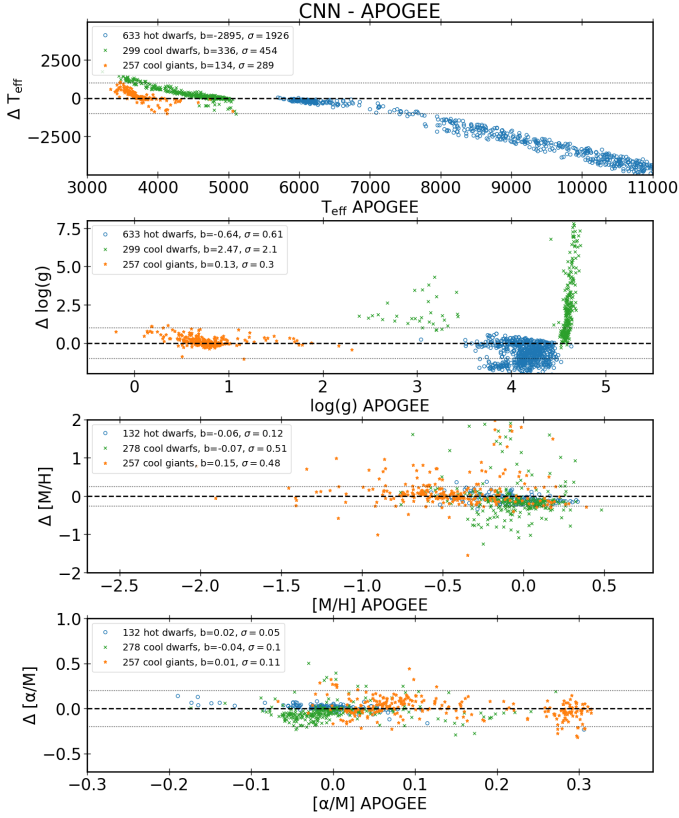 CNN - APOGEE
633 hot dwarfs, b=-2895, σ = 1926
299 cool dwarfs, b=336, σ = 454
257 cool giants, b=134, σ = 289
Δ T_eff
2500
0
−2500
3000 4000 5000 6000 7000 8000 9000 10000 11000
T_eff APOGEE
633 hot dwarfs, b=-0.64, σ = 0.61
299 cool dwarfs, b=2.47, σ = 2.1
257 cool giants, b=0.13, σ = 0.3
Δ log(g)
7.5
5.0
2.5
0.0
0 1 2 3 4 5
log(g) APOGEE
132 hot dwarfs, b=-0.06, σ = 0.12
278 cool dwarfs, b=-0.07, σ = 0.51
257 cool giants, b=0.15, σ = 0.48
Δ [M/H]
2
1
0
−1
−2
−2.5 −2.0 −1.5 −1.0 −0.5 0.0 0.5
[M/H] APOGEE
132 hot dwarfs, b=0.02, σ = 0.05
278 cool dwarfs, b=-0.04, σ = 0.1
257 cool giants, b=0.01, σ = 0.11
Δ [α/M]
1.0
0.5
0.0
−0.5
−0.3 −0.2 −0.1 0.0 0.1 0.2 0.3
[α/M] APOGEE